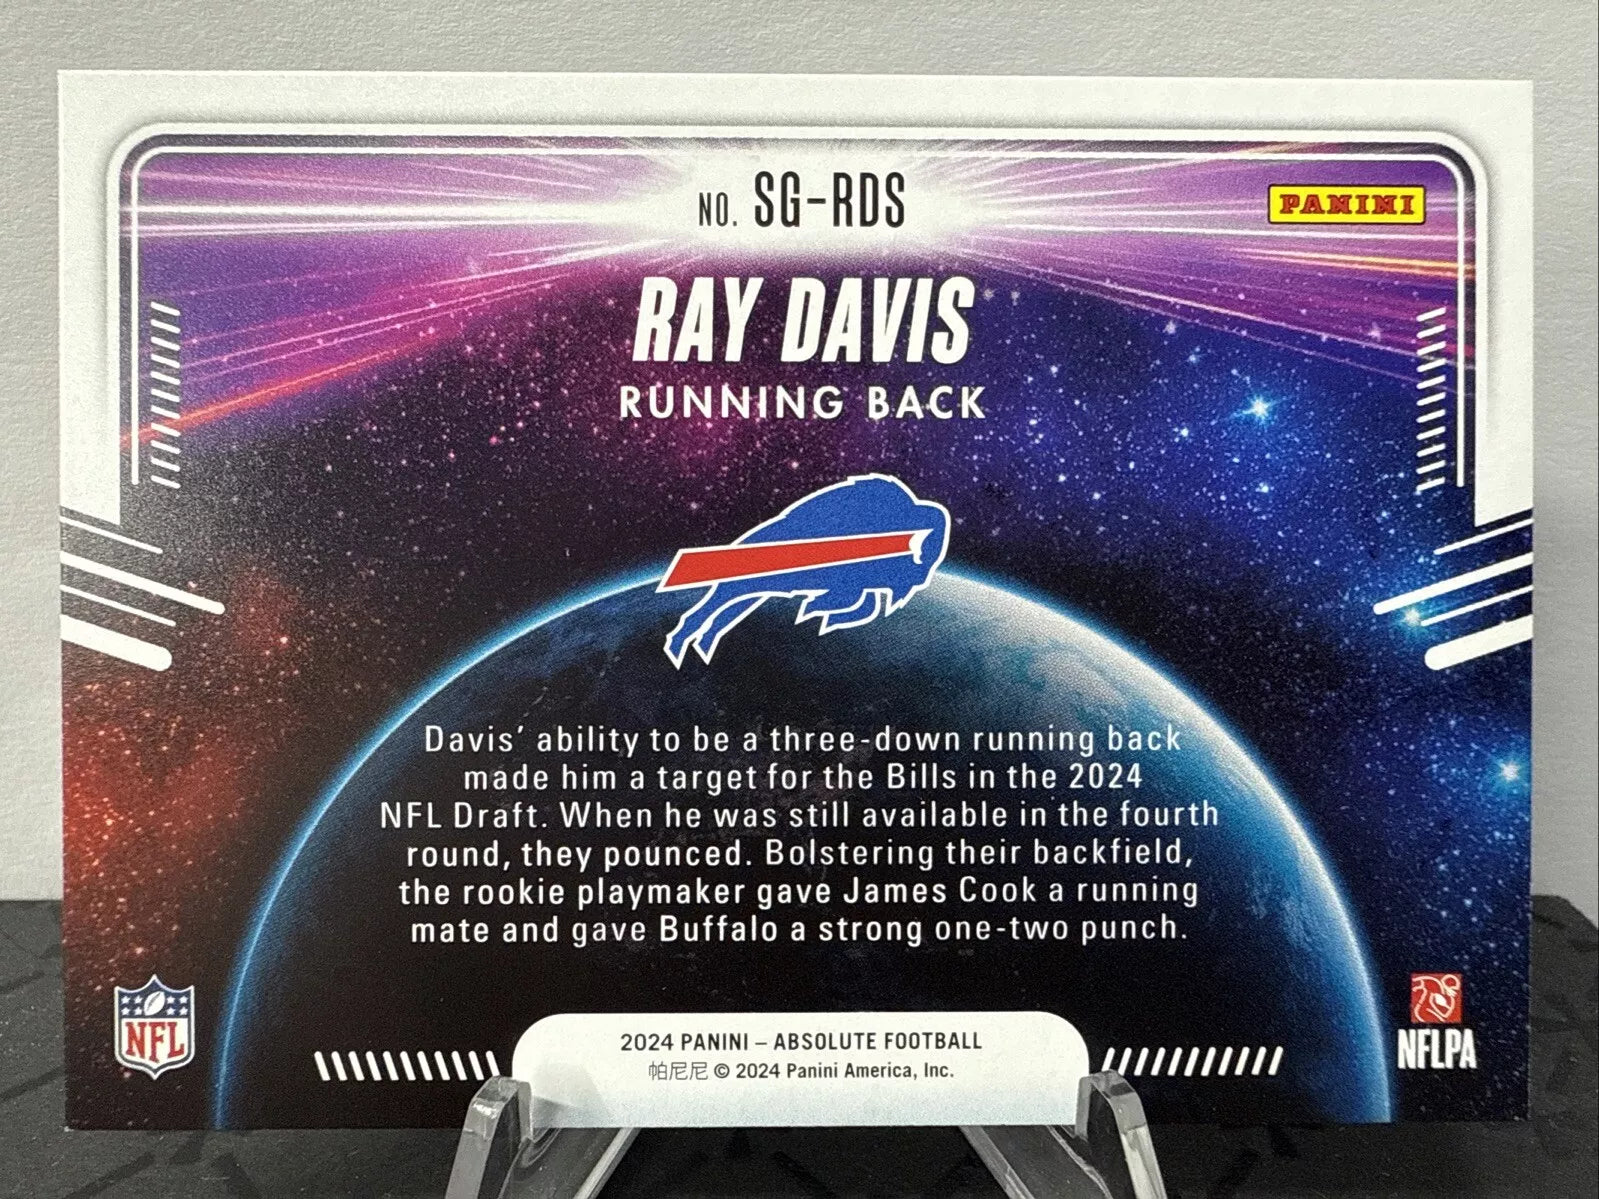 NO. SG-RDS
PANINI
RAY DAVIS
RUNNING BACK
Davis' ability to be a three-down running back
made him a target for the Bills in the 2024
NFL Draft. When he was still available in the fourth
round, they pounced. Bolstering their backfield,
the rookie playmaker gave James Cook a running
mate and gave Buffalo a strong one-two punch.
NFL
2024 PANINI – ABSOLUTE FOOTBALL
帕尼尼 © 2024 Panini America, Inc.
NFLPA